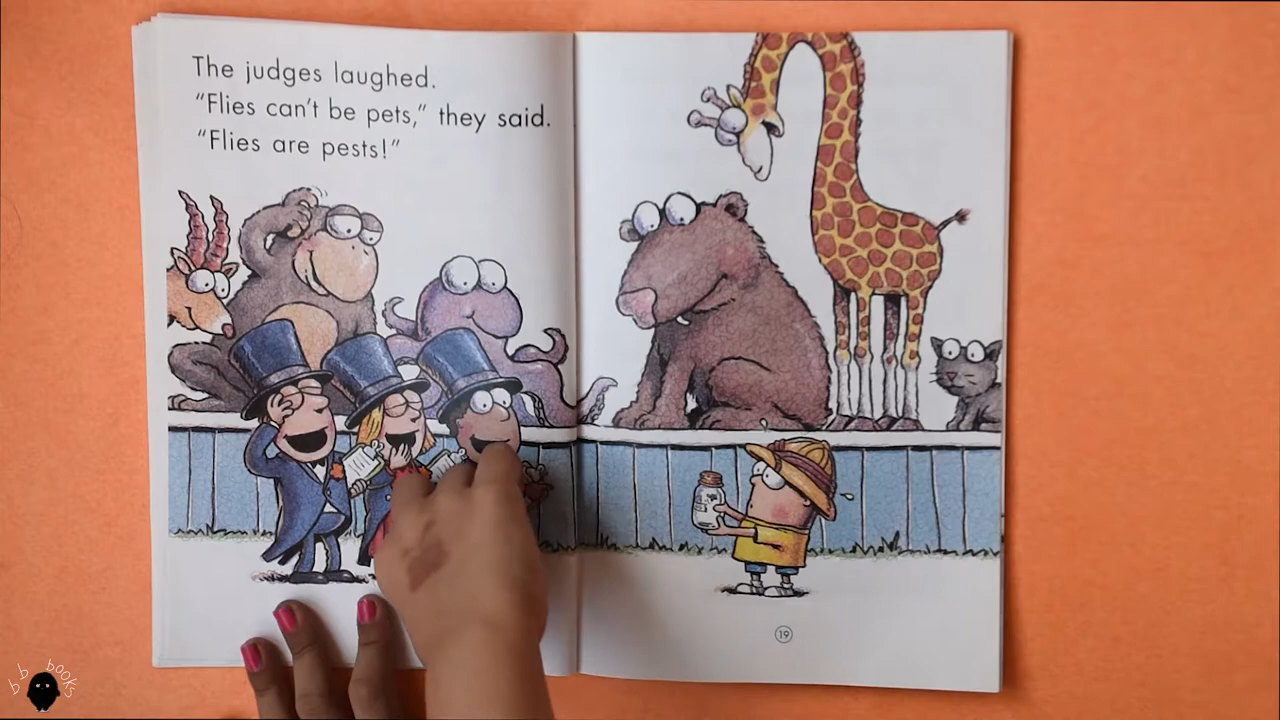 The judges laughed.
"Flies can't be pets," they said.
"Flies are pests!"
19
b b books